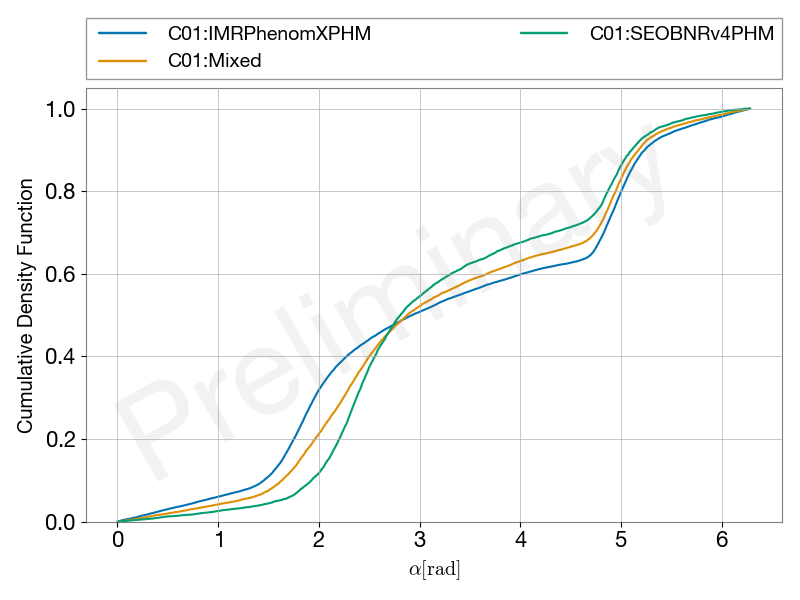 C01:IMRPhenomXPHM
C01:Mixed
C01:SEOBNRv4PHM
Preliminary
Cumulative Density Function
1.0
0.8
0.6
0.4
0.2
0.0
0 1 2 3 4 5 6
α[rad]